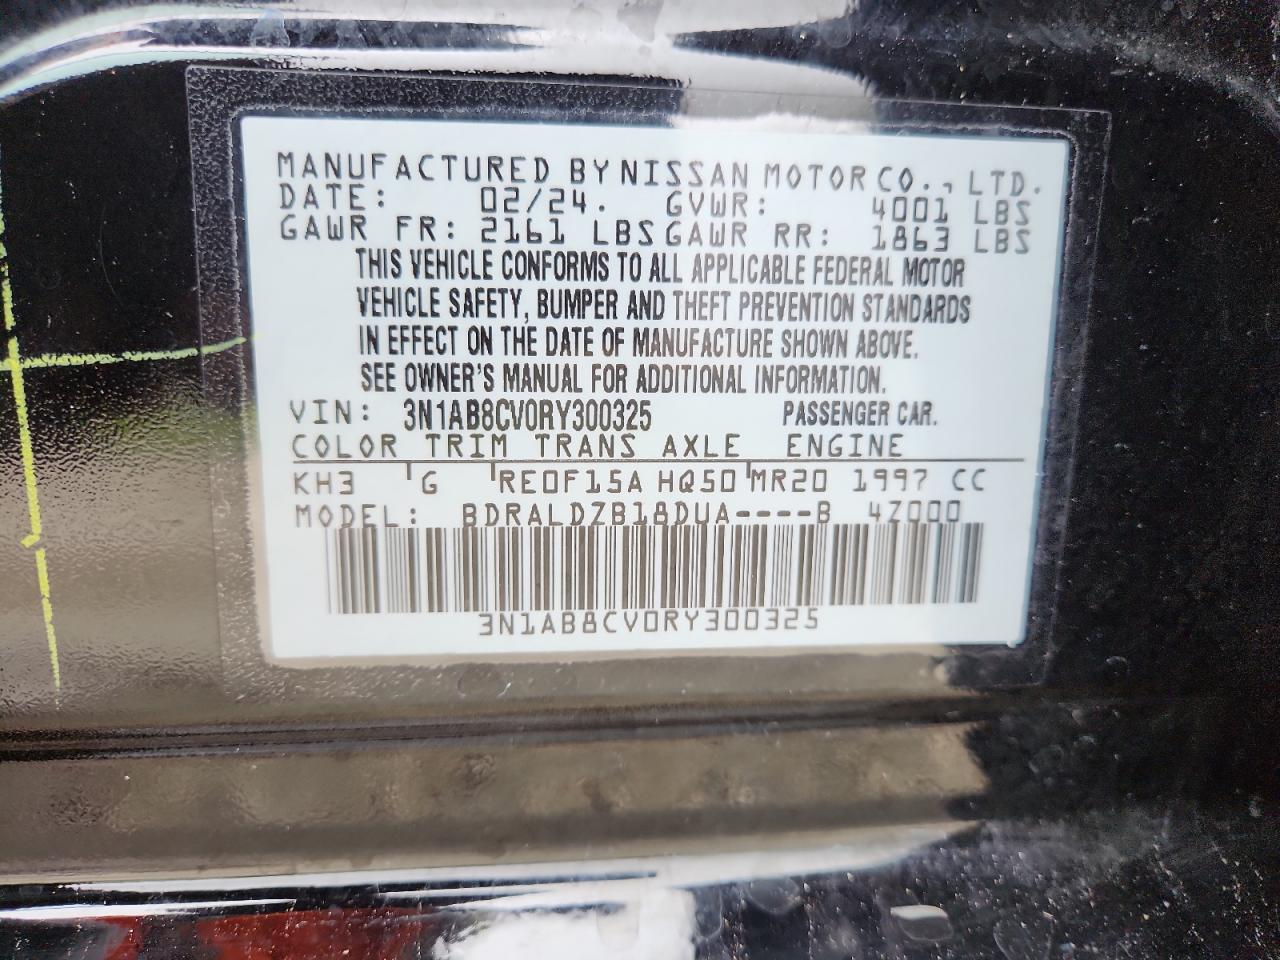 MANUFACTURED BY NISSAN MOTOR CO., LTD.
DATE: 02/24. GVWR: 4001 LBS
GAWR FR: 2161 LBS GAWR RR: 1863 LBS
THIS VEHICLE CONFORMS TO ALL APPLICABLE FEDERAL MOTOR
VEHICLE SAFETY, BUMPER AND THEFT PREVENTION STANDARDS
IN EFFECT ON THE DATE OF MANUFACTURE SHOWN ABOVE.
SEE OWNER'S MANUAL FOR ADDITIONAL INFORMATION.
VIN: 3N1AB8CV0RY300325 PASSENGER CAR.
COLOR TRIM TRANS AXLE ENGINE
KH3 G RE0F15A HQ50 MR20 1997 CC
MODEL: BDRALDZB18DUA----B 4Z000
3N1AB8CV0RY300325